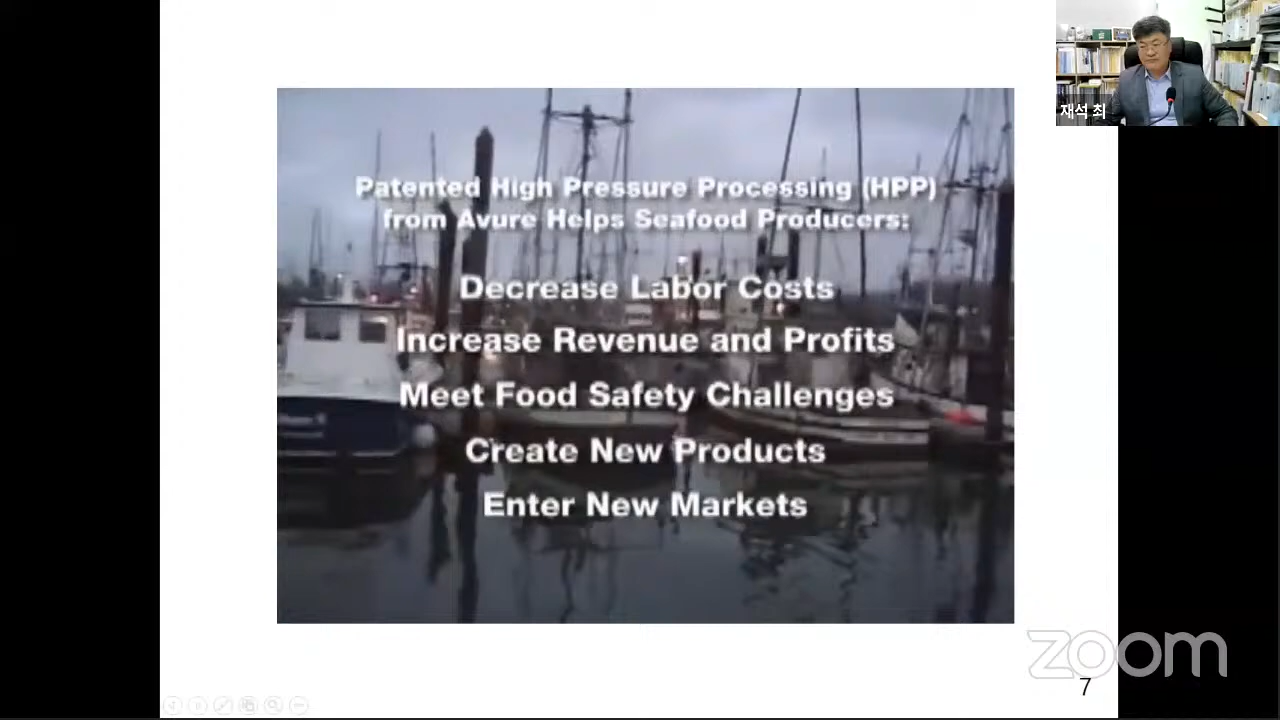 재석 최
Patented High Pressure Processing (HPP)
from Avure Helps Seafood Producers:
Decrease Labor Costs
Increase Revenue and Profits
Meet Food Safety Challenges
Create New Products
Enter New Markets
zoom
7